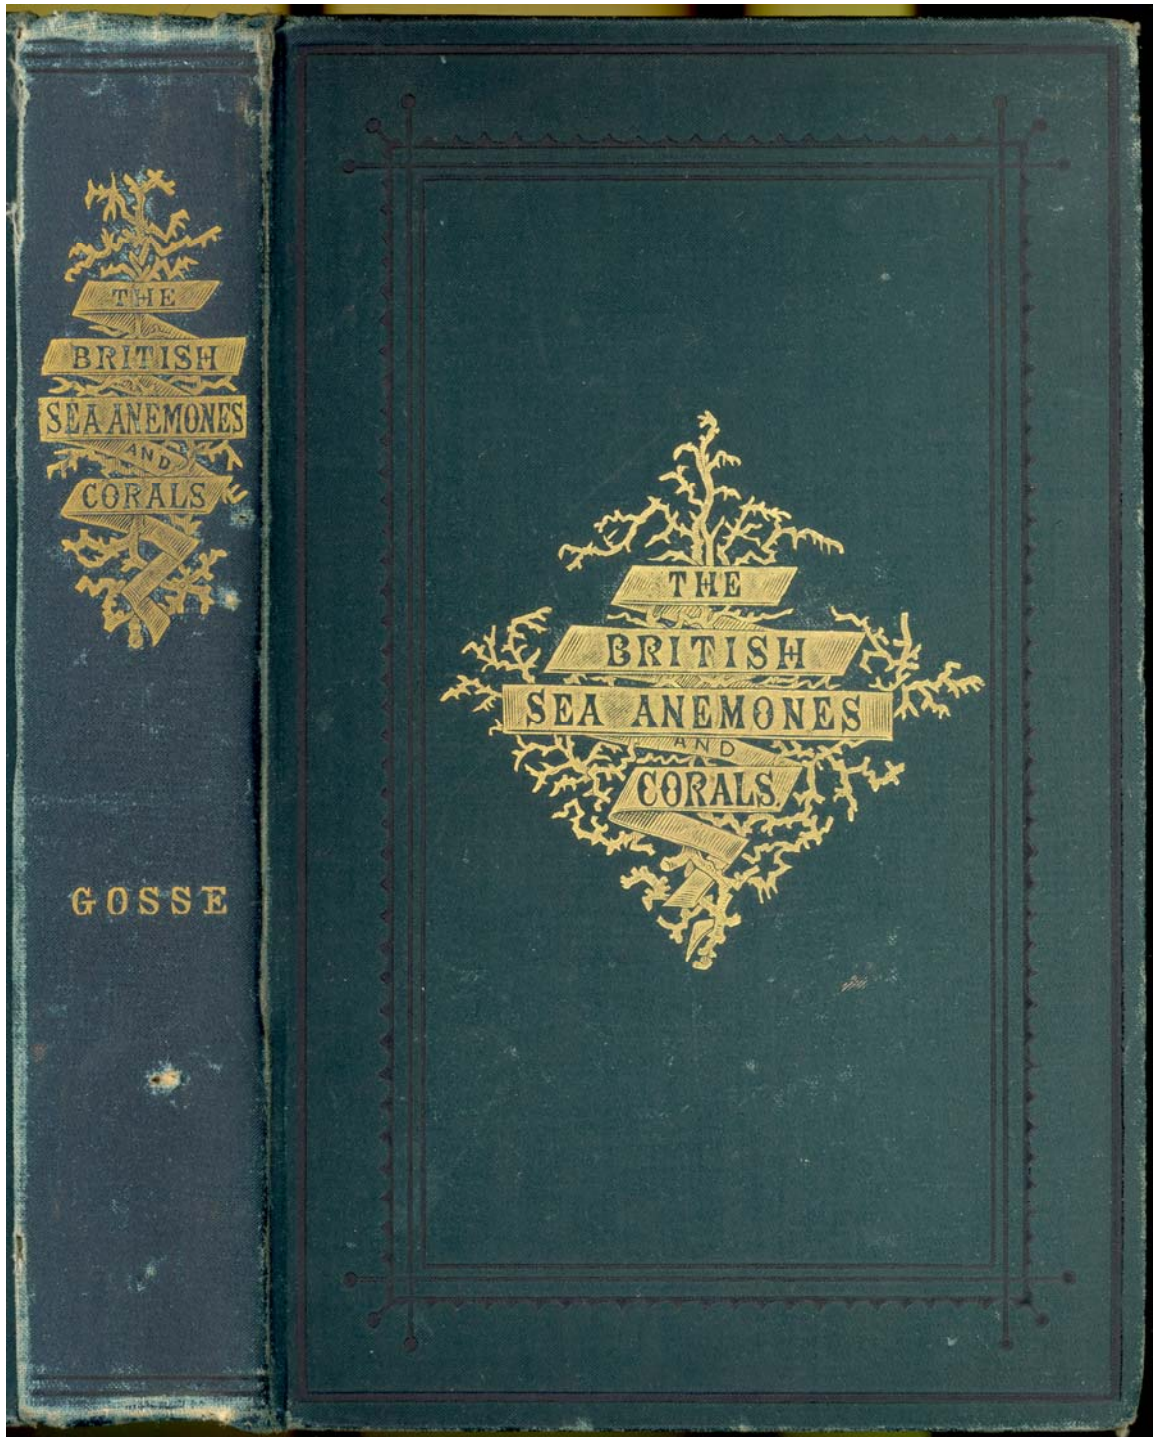 THE
BRITISH
SEA ANEMONES
AND
CORALS
GOSSE
THE
BRITISH
SEA ANEMONES
AND
CORALS